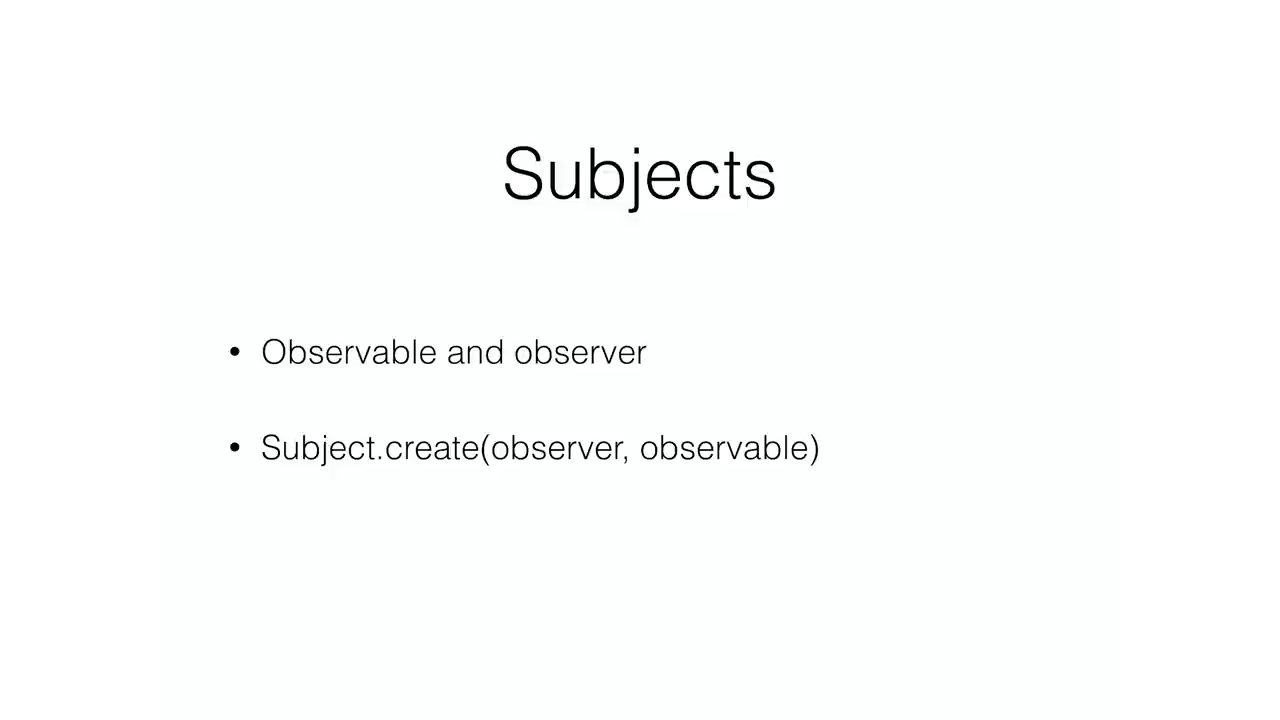 Subjects
• Observable and observer
• Subject.create(observer, observable)